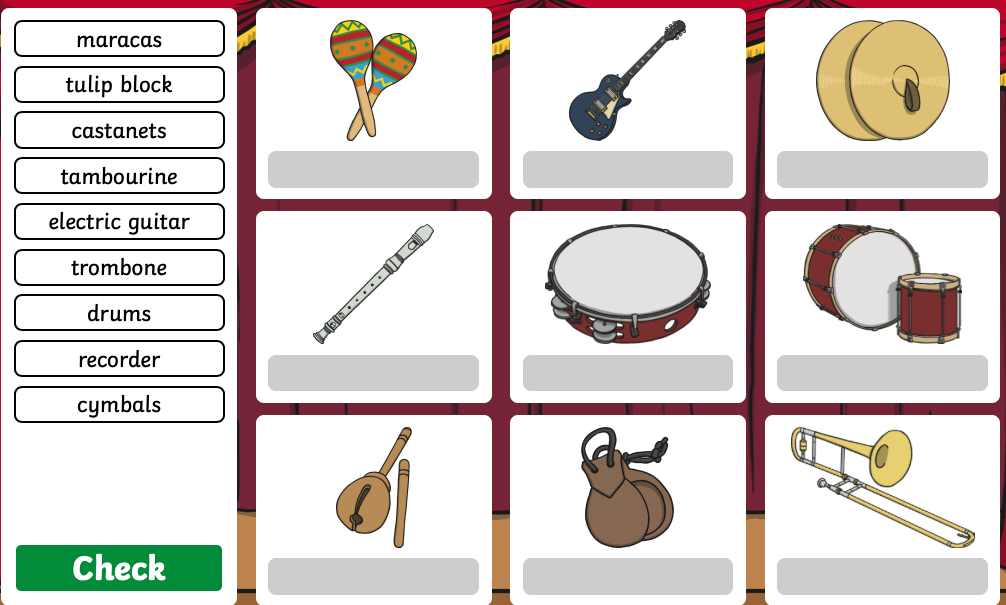 maracas
tulip block
castanets
tambourine
electric guitar
trombone
drums
recorder
cymbals
Check